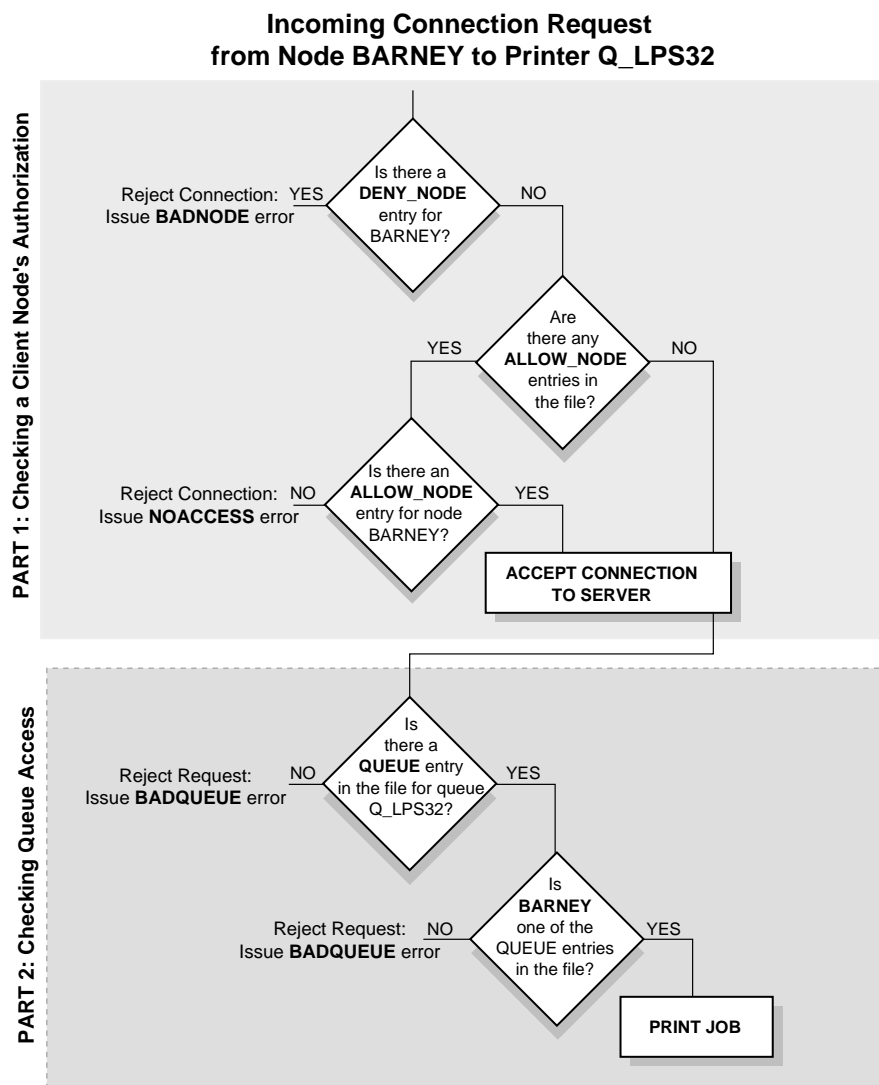 Incoming Connection Request
from Node BARNEY to Printer Q_LPS32
PART 1: Checking a Client Node's Authorization
Is there a
DENY_NODE
entry for
BARNEY?
YES
Reject Connection:
Issue BADNODE error
NO
Are
there any
ALLOW_NODE
entries in
the file?
YES
NO
Is there an
ALLOW_NODE
entry for node
BARNEY?
NO
Reject Connection:
Issue NOACCESS error
YES
ACCEPT CONNECTION
TO SERVER
PART 2: Checking Queue Access
Is
there a
QUEUE entry
in the file for queue
Q_LPS32?
NO
Reject Request:
Issue BADQUEUE error
YES
Is
BARNEY
one of the
QUEUE entries
in the file?
NO
Reject Request:
Issue BADQUEUE error
YES
PRINT JOB